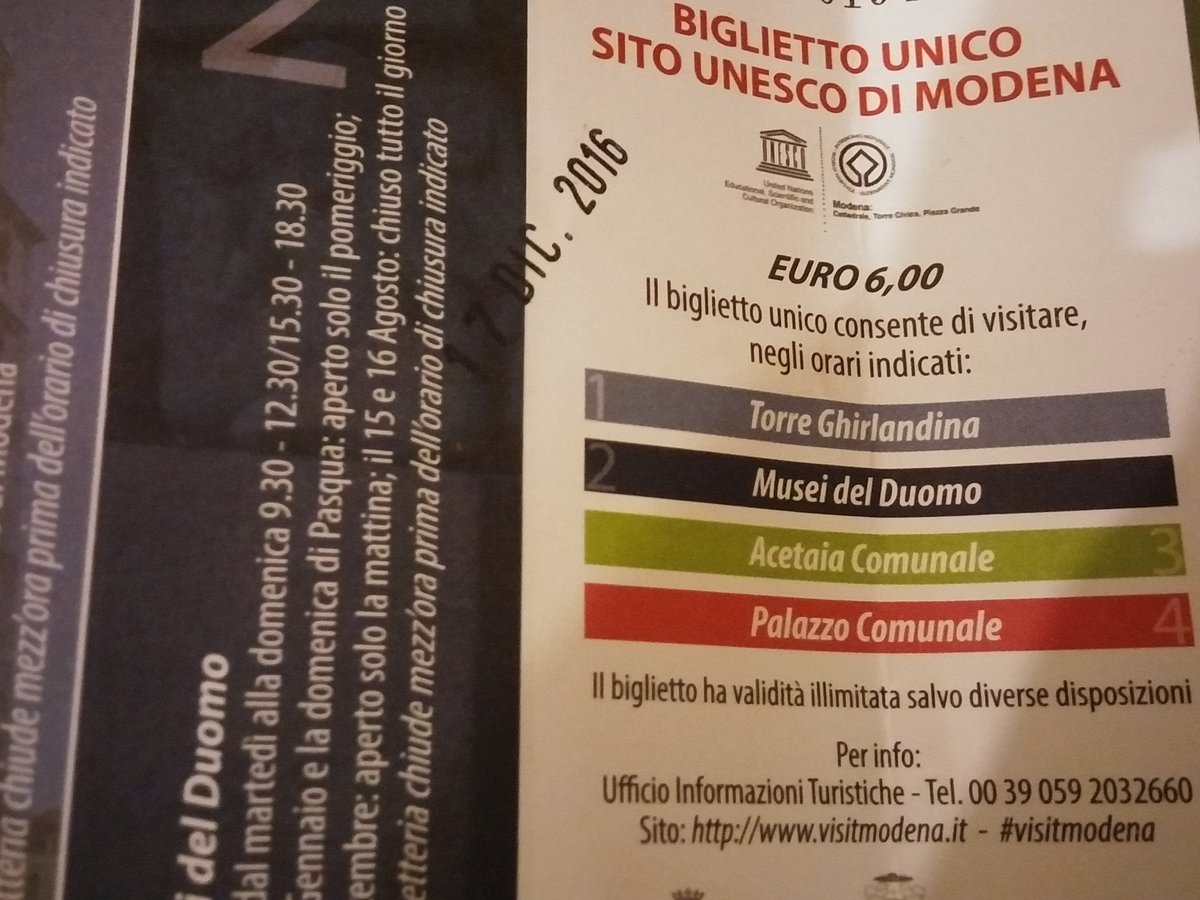 BIGLIETTO UNICO
SITO UNESCO DI MODENA
17 DIC. 2016
UNESCO
United Nations
Educational, Scientific and
Cultural Organization
Modena:
Cattedrale, Torre Civica, Piazza Grande
EURO 6,00
Il biglietto unico consente di visitare,
negli orari indicati:
1 Torre Ghirlandina
2 Musei del Duomo
Acetaia Comunale 3
Palazzo Comunale 4
Il biglietto ha validità illimitata salvo diverse disposizioni
Per info:
Ufficio Informazioni Turistiche - Tel. 00 39 059 2032660
Sito: http://www.visitmodena.it - #visitmodena
chiude mezz'ora prima dell'orario di chiusura indicato
i del Duomo
dal martedì alla domenica 9.30 - 12.30/15.30 - 18.30
ennaio e la domenica di Pasqua: aperto solo il pomeriggio;
embre: aperto solo la mattina; il 15 e 16 Agosto: chiuso tutto il giorno
etteria chiude mezz'ora prima dell'orario di chiusura indicato